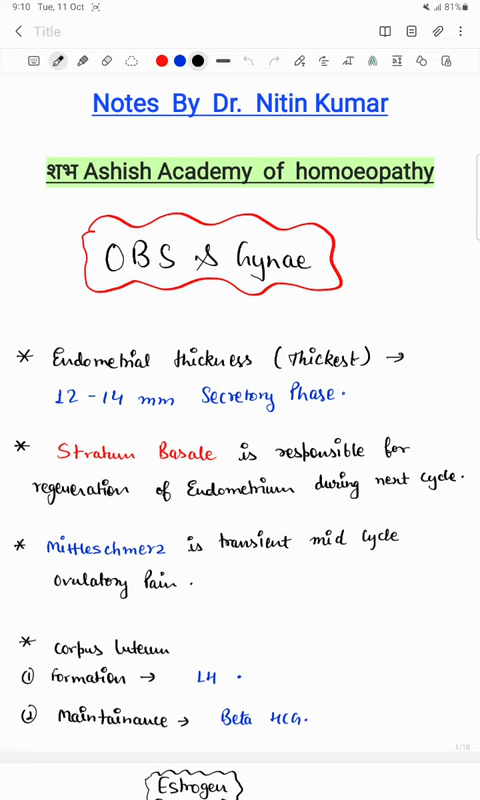 9:10 Tue, 11 Oct
81%
Title
Notes By Dr. Nitin Kumar
शभ Ashish Academy of homoeopathy
OBS & Gynae
* Endometrial thickness (Thickest) →
12-14 mm Secretory Phase.
* Stratum Basale is responsible for
regeneration of Endometrium during next cycle.
* Mittleschmerz is transient mid cycle
ovulatory Pain.
* Corpus luteum
① Formation → LH.
② Maintainance → Beta HCG.
1/18
Estrogen